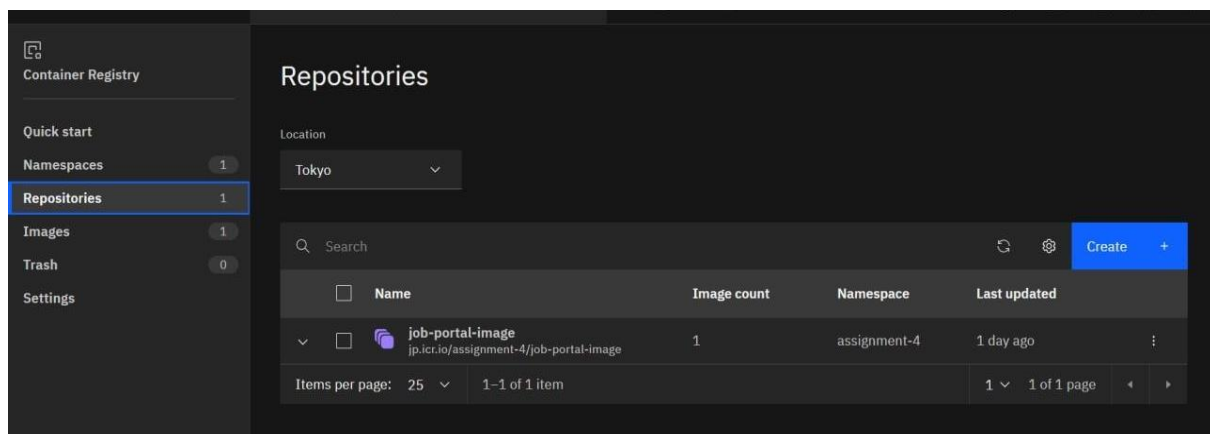 Container Registry
Quick start
Namespaces 1
Repositories 1
Images 1
Trash 0
Settings
Repositories
Location
Tokyo
Search
Create +
Name Image count Namespace Last updated
job-portal-image 1 assignment-4 1 day ago
jp.icr.io/assignment-4/job-portal-image
Items per page: 25 1–1 of 1 item 1 1 of 1 page